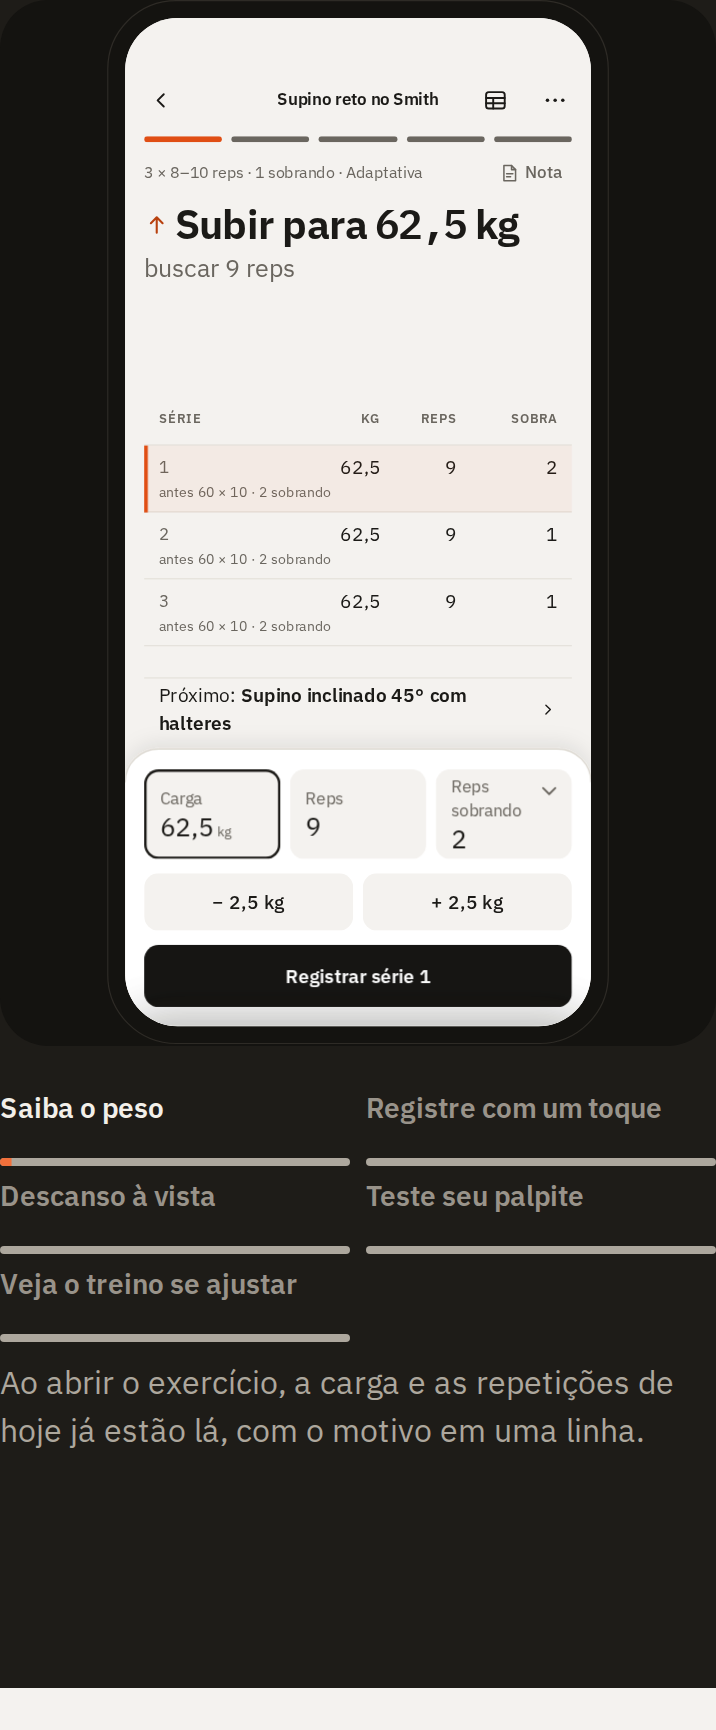 Supino reto no Smith
3 × 8–10 reps · 1 sobrando · Adaptativa
Nota
↑ Subir para 62,5 kg
buscar 9 reps
SÉRIE KG REPS SOBRA
1 62,5 9 2
antes 60 × 10 · 2 sobrando
2 62,5 9 1
antes 60 × 10 · 2 sobrando
3 62,5 9 1
antes 60 × 10 · 2 sobrando
Próximo: Supino inclinado 45° com
halteres
Carga
62,5 kg
Reps
9
Reps
sobrando
2
− 2,5 kg
+ 2,5 kg
Registrar série 1
Saiba o peso
Registre com um toque
Descanso à vista
Teste seu palpite
Veja o treino se ajustar
Ao abrir o exercício, a carga e as repetições de
hoje já estão lá, com o motivo em uma linha.